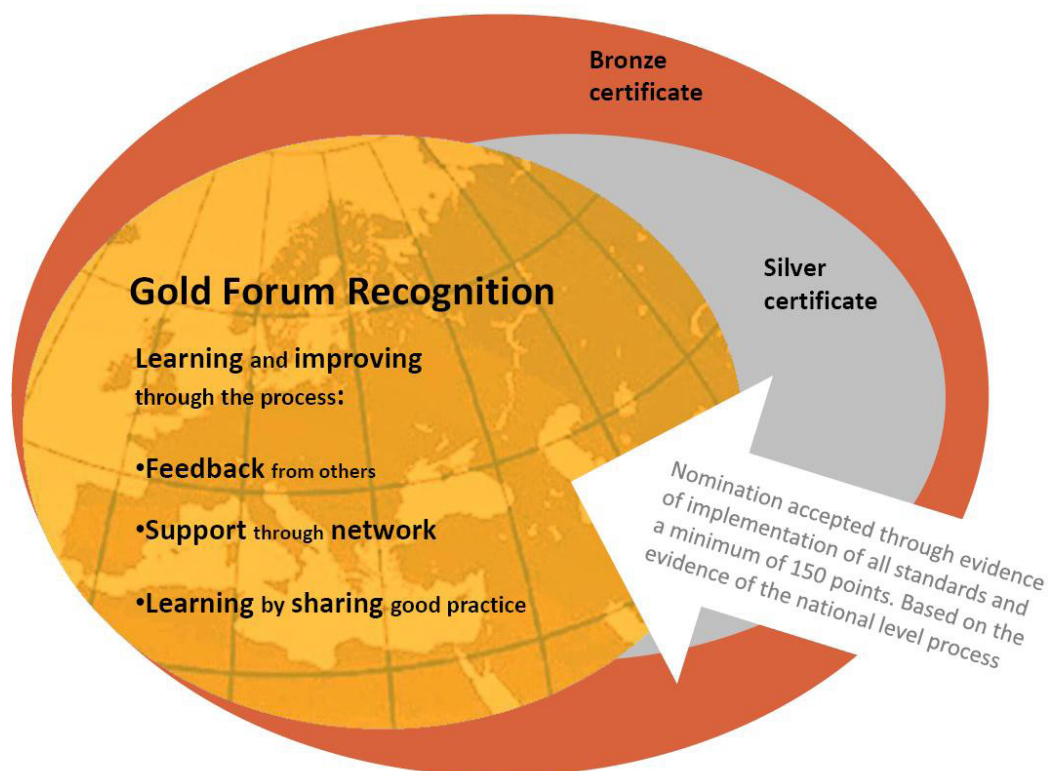 Bronze
certificate
Silver
certificate
Gold Forum Recognition
Learning and improving
through the process:
•Feedback from others
•Support through network
•Learning by sharing good practice
Nomination accepted through evidence
of implementation of all standards and
a minimum of 150 points. Based on the
evidence of the national level process